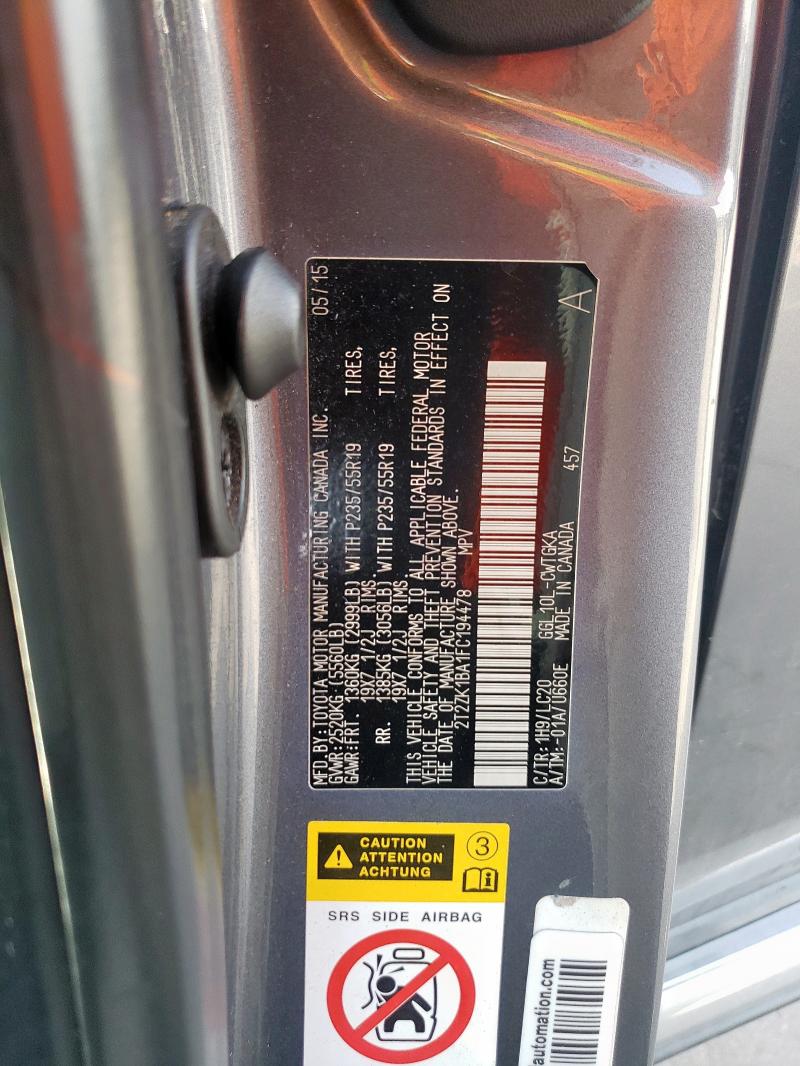 MFD.BY:TOYOTA MOTOR MANUFACTURING CANADA INC. 05/15
GVWR:2520KG(5560LB)
GAWR:FRT. 1360KG(2999LB) WITH P235/55R19 TIRES,
19X7 1/2J RIMS,
RR. 1385KG(3056LB) WITH P235/55R19 TIRES,
19X7 1/2J RIMS
THIS VEHICLE CONFORMS TO ALL APPLICABLE FEDERAL MOTOR
VEHICLE SAFETY AND THEFT PREVENTION STANDARDS IN EFFECT ON
THE DATE OF MANUFACTURE SHOWN ABOVE.
2T2ZK1BA1FC194478 MPV
C/TR:1H9/LC20 GGL10L-CWTGKA
A/TM:-01A/U660E MADE IN CANADA 457 A
CAUTION
ATTENTION
ACHTUNG
3
SRS SIDE AIRBAG
automation.com